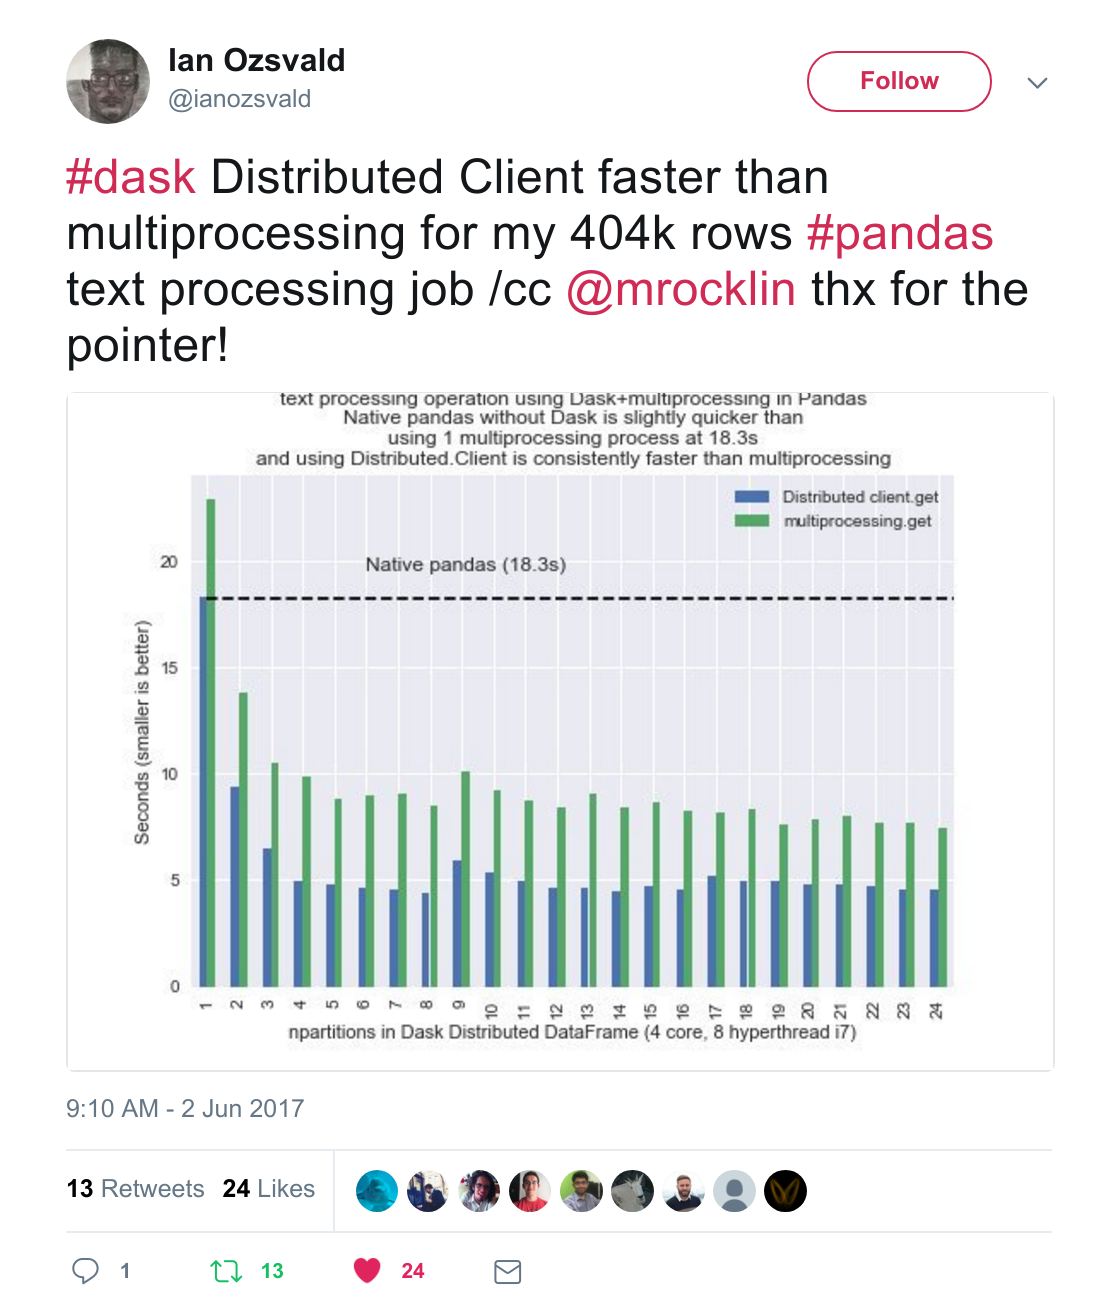 Ian Ozsvald
@ianozsvald
Follow
#dask Distributed Client faster than
multiprocessing for my 404k rows #pandas
text processing job /cc @mrocklin thx for the
pointer!
text processing operation using Dask+multiprocessing in Pandas
Native pandas without Dask is slightly quicker than
using 1 multiprocessing process at 18.3s
and using Distributed.Client is consistently faster than multiprocessing
Distributed client.get
multiprocessing.get
Native pandas (18.3s)
Seconds (smaller is better)
20
15
10
5
0
1 2 3 4 5 6 7 8 9 10 11 12 13 14 15 16 17 18 19 20 21 22 23 24
npartitions in Dask Distributed DataFrame (4 core, 8 hyperthread i7)
9:10 AM - 2 Jun 2017
13 Retweets 24 Likes
1 13 24